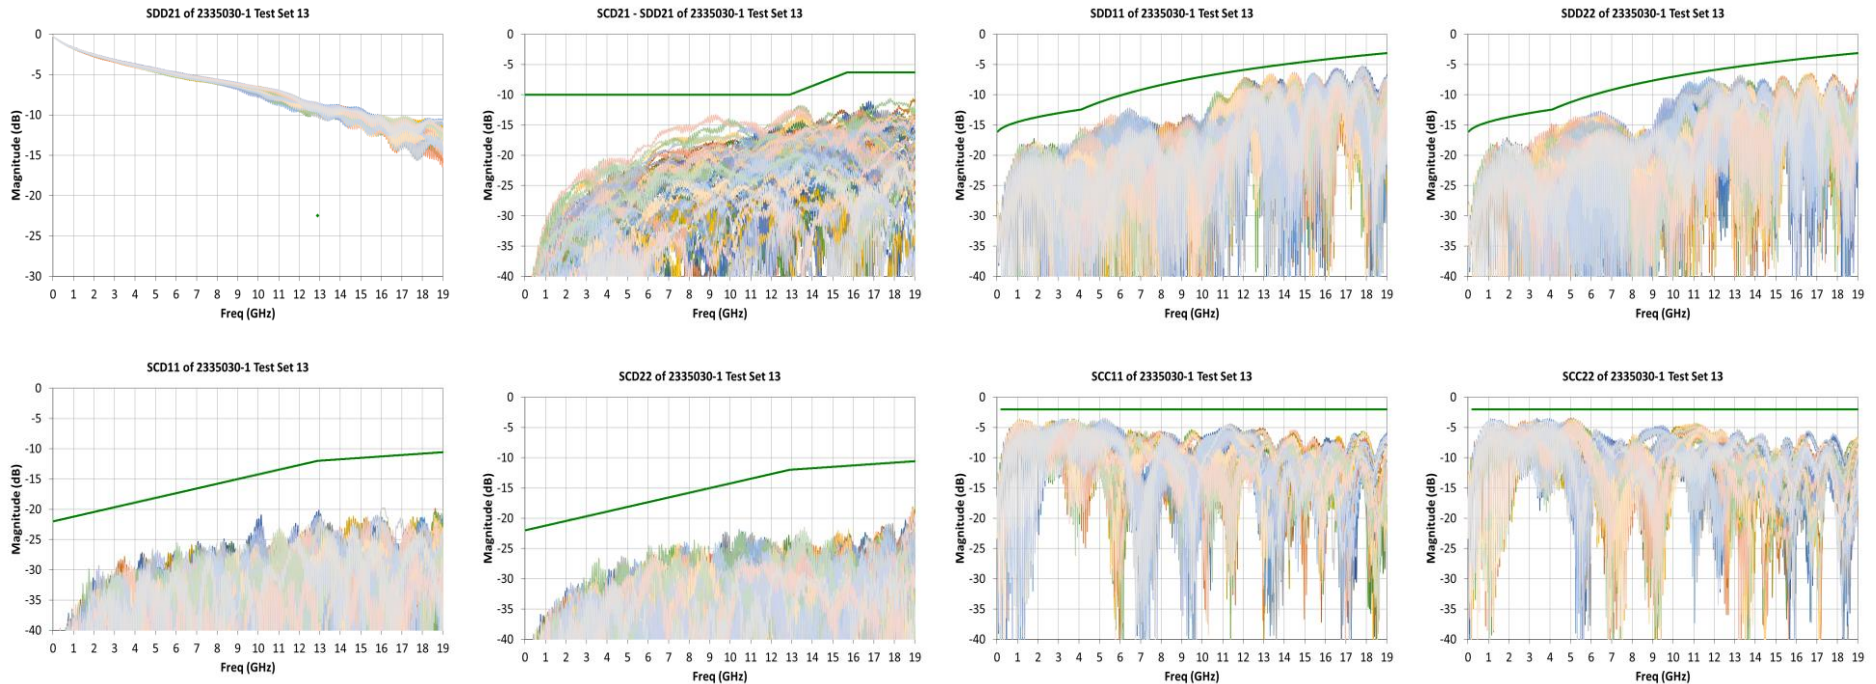 SDD21 of 2335030-1 Test Set 13
0
-5
-10
-15
-20
-25
-30
Magnitude (dB)
0 1 2 3 4 5 6 7 8 9 10 11 12 13 14 15 16 17 18 19
Freq (GHz)
SCD21 - SDD21 of 2335030-1 Test Set 13
0
-5
-10
-15
-20
-25
-30
-35
-40
Magnitude (dB)
0 1 2 3 4 5 6 7 8 9 10 11 12 13 14 15 16 17 18 19
Freq (GHz)
SDD11 of 2335030-1 Test Set 13
0
-5
-10
-15
-20
-25
-30
-35
-40
Magnitude (dB)
0 1 2 3 4 5 6 7 8 9 10 11 12 13 14 15 16 17 18 19
Freq (GHz)
SDD22 of 2335030-1 Test Set 13
0
-5
-10
-15
-20
-25
-30
-35
-40
Magnitude (dB)
0 1 2 3 4 5 6 7 8 9 10 11 12 13 14 15 16 17 18 19
Freq (GHz)
SCD11 of 2335030-1 Test Set 13
0
-5
-10
-15
-20
-25
-30
-35
-40
Magnitude (dB)
0 1 2 3 4 5 6 7 8 9 10 11 12 13 14 15 16 17 18 19
Freq (GHz)
SCD22 of 2335030-1 Test Set 13
0
-5
-10
-15
-20
-25
-30
-35
-40
Magnitude (dB)
0 1 2 3 4 5 6 7 8 9 10 11 12 13 14 15 16 17 18 19
Freq (GHz)
SCC11 of 2335030-1 Test Set 13
0
-5
-10
-15
-20
-25
-30
-35
-40
Magnitude (dB)
0 1 2 3 4 5 6 7 8 9 10 11 12 13 14 15 16 17 18 19
Freq (GHz)
SCC22 of 2335030-1 Test Set 13
0
-5
-10
-15
-20
-25
-30
-35
-40
Magnitude (dB)
0 1 2 3 4 5 6 7 8 9 10 11 12 13 14 15 16 17 18 19
Freq (GHz)